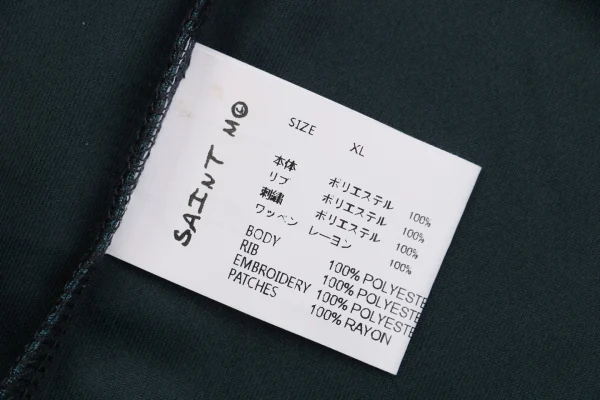 SAINT M
SIZE XL
本体 ポリエステル 100%
リブ ポリエステル 100%
刺繍 ポリエステル 100%
ワッペン レーヨン 100%
BODY 100% POLYESTE
RIB 100% POLYESTE
EMBROIDERY 100% POLYESTE
PATCHES 100% RAYON